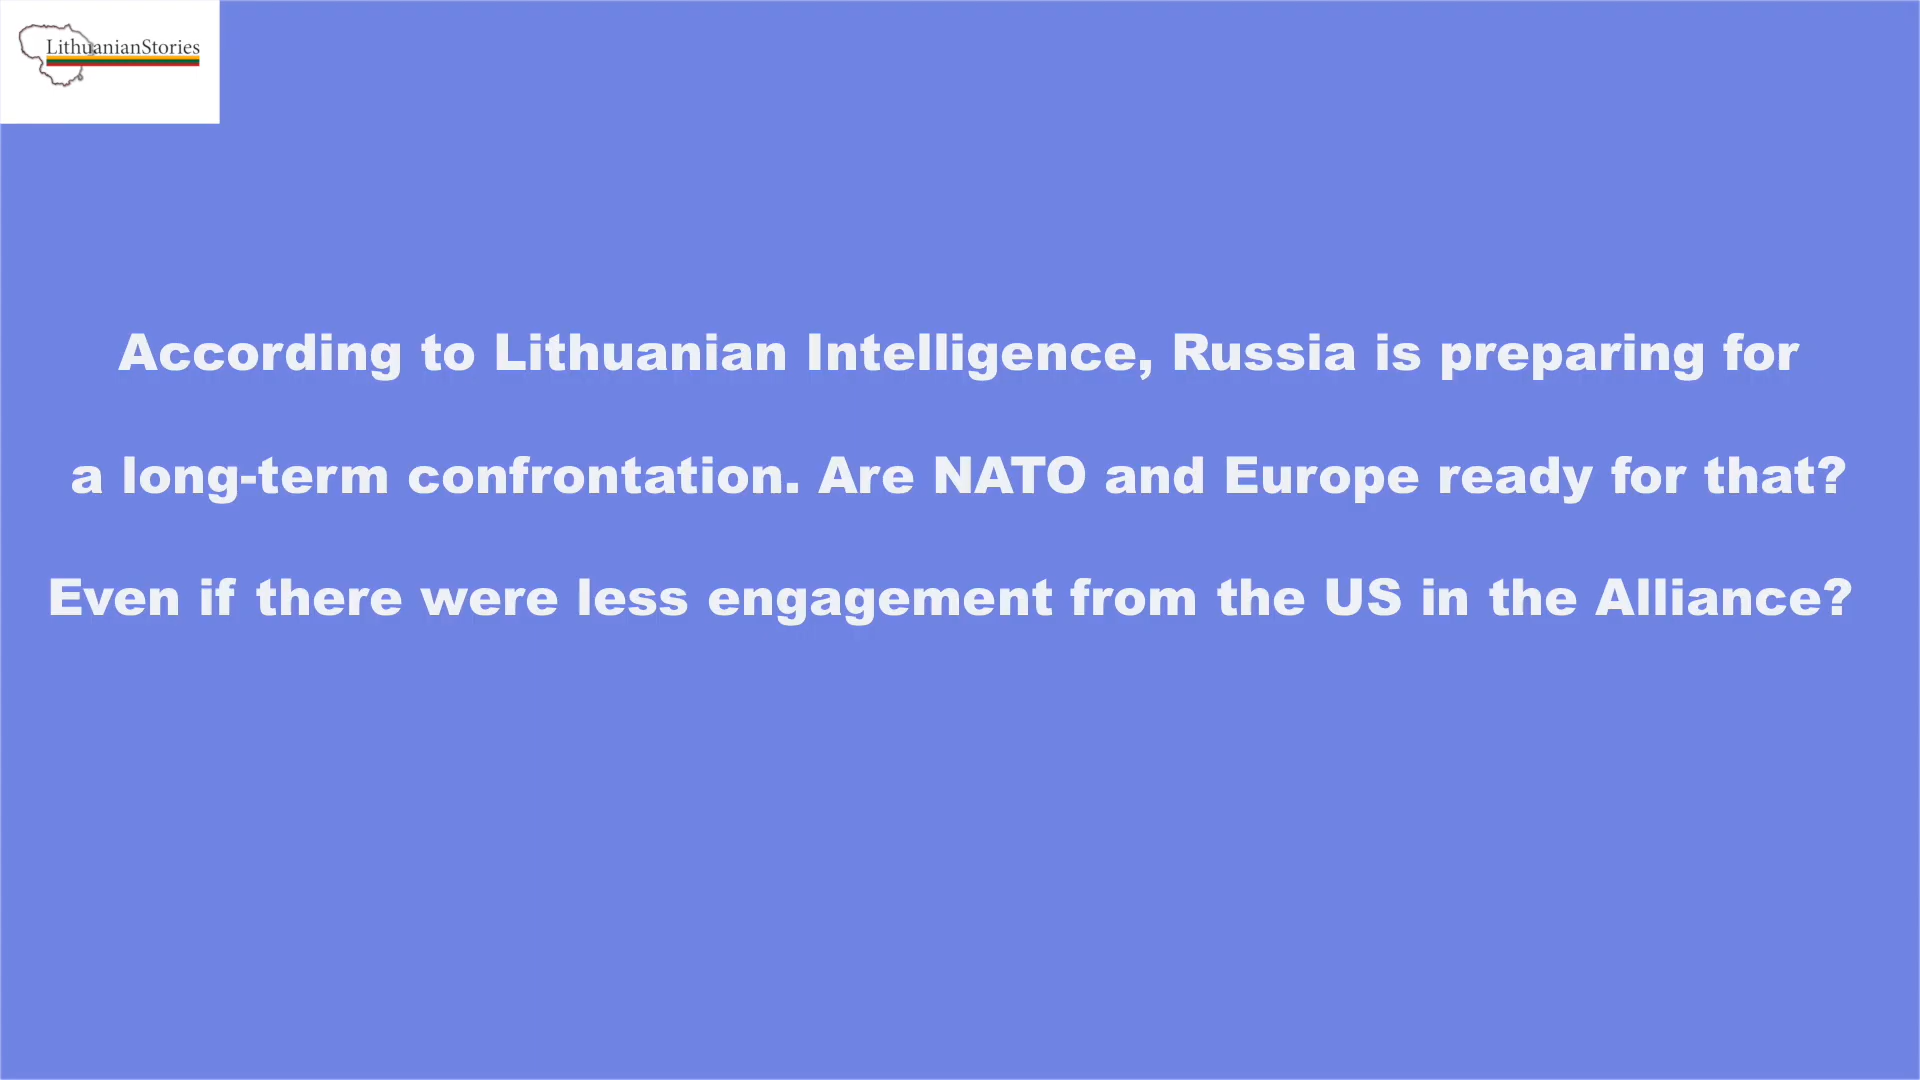 LithuanianStories
According to Lithuanian Intelligence, Russia is preparing for
a long-term confrontation. Are NATO and Europe ready for that?
Even if there were less engagement from the US in the Alliance?